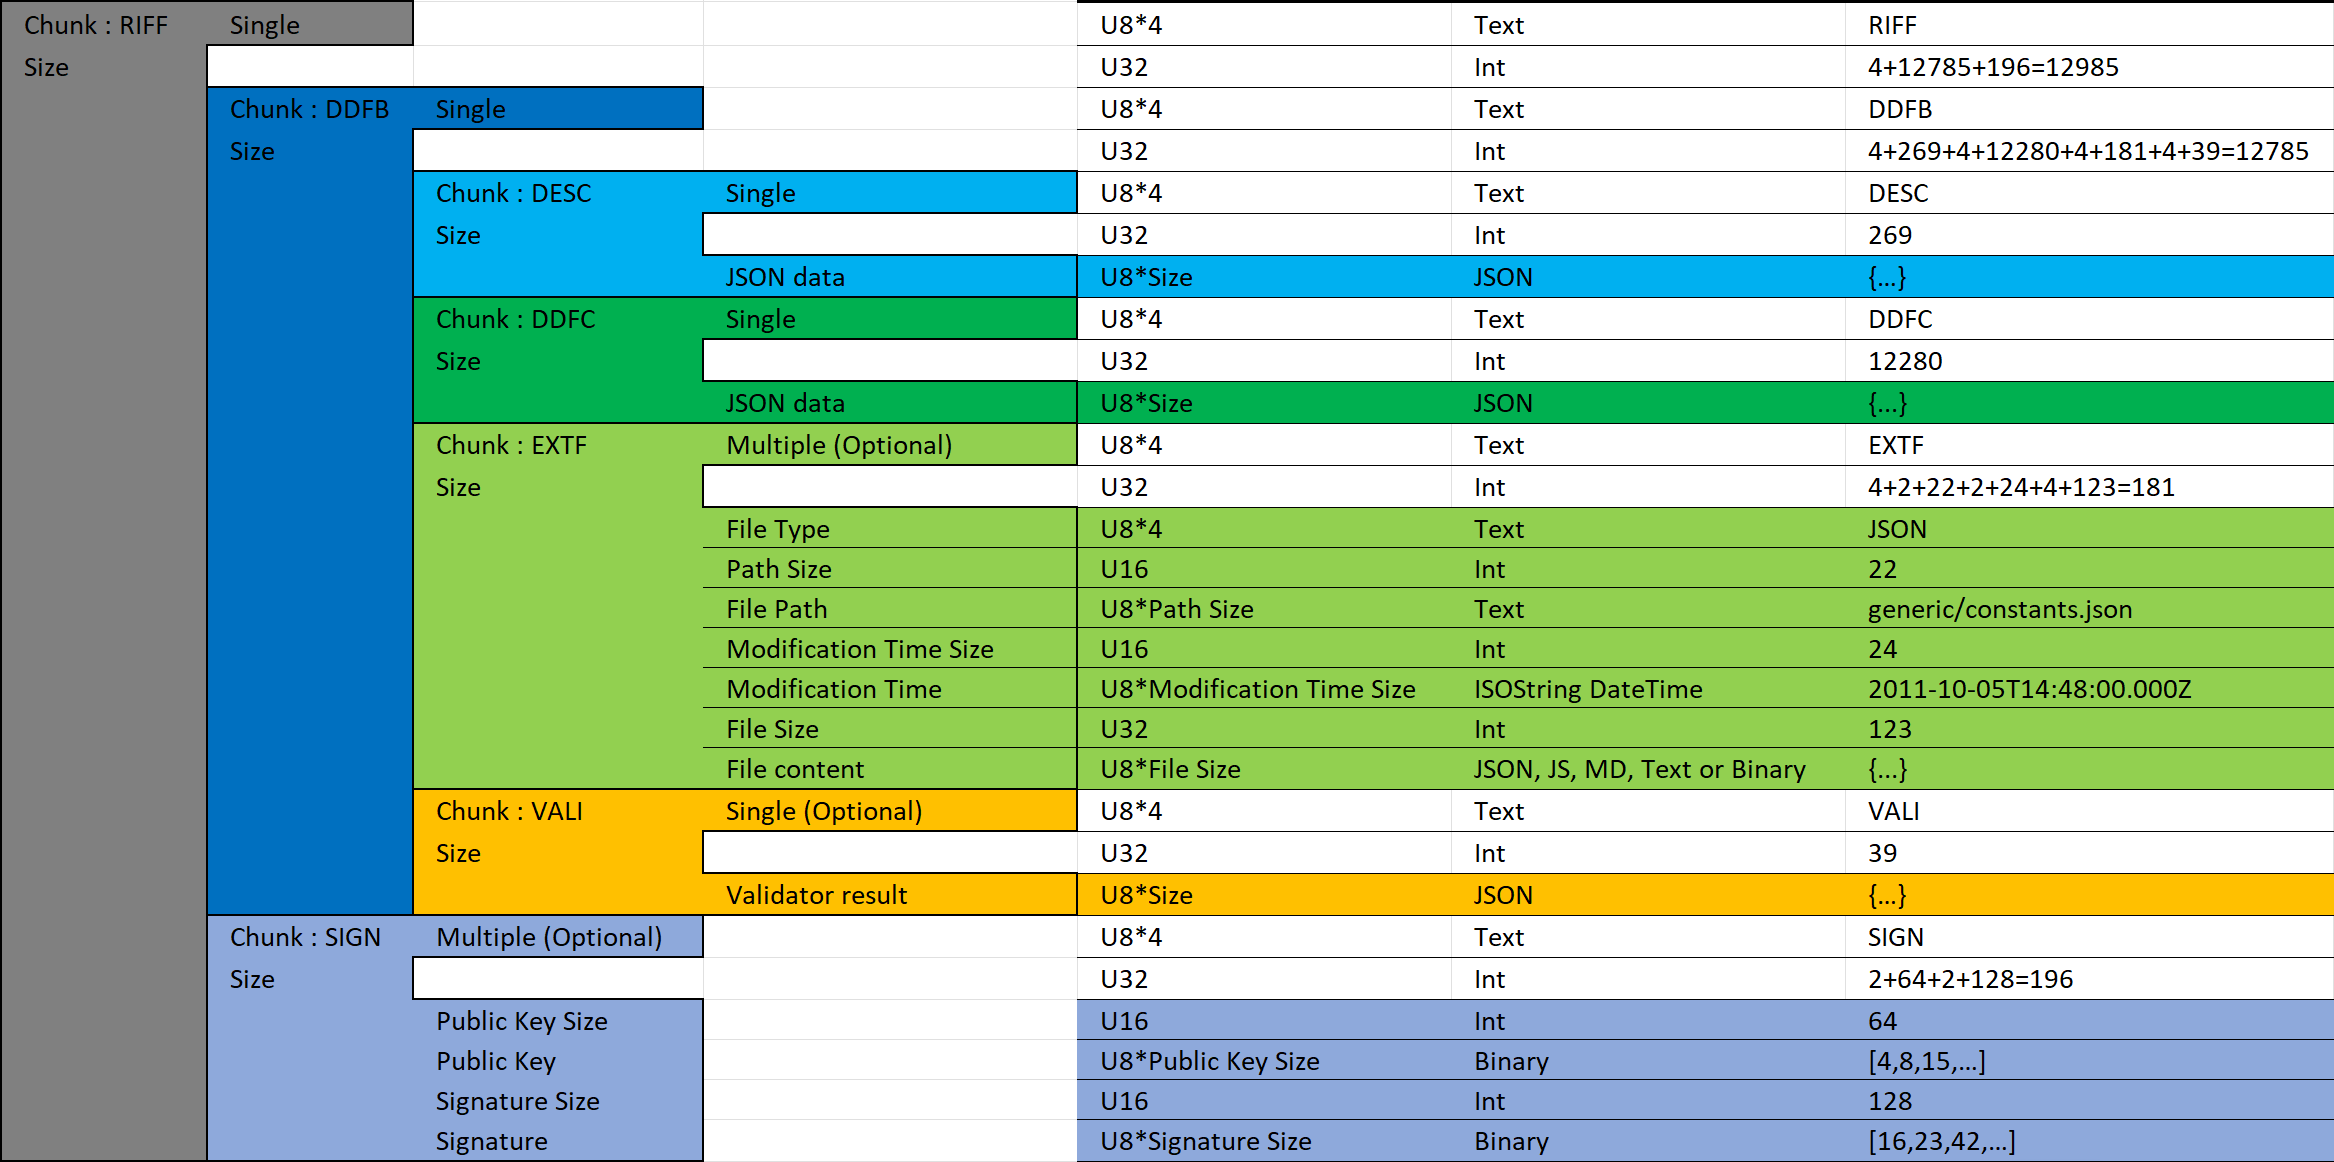 Chunk : RIFF Single U8*4 Text RIFF
Size U32 Int 4+12785+196=12985
Chunk : DDFB Single U8*4 Text DDFB
Size U32 Int 4+269+4+12280+4+181+4+39=12785
Chunk : DESC Single U8*4 Text DESC
Size U32 Int 269
JSON data U8*Size JSON {...}
Chunk : DDFC Single U8*4 Text DDFC
Size U32 Int 12280
JSON data U8*Size JSON {...}
Chunk : EXTF Multiple (Optional) U8*4 Text EXTF
Size U32 Int 4+2+22+2+24+4+123=181
File Type U8*4 Text JSON
Path Size U16 Int 22
File Path U8*Path Size Text generic/constants.json
Modification Time Size U16 Int 24
Modification Time U8*Modification Time Size ISOString DateTime 2011-10-05T14:48:00.000Z
File Size U32 Int 123
File content U8*File Size JSON, JS, MD, Text or Binary {...}
Chunk : VALI Single (Optional) U8*4 Text VALI
Size U32 Int 39
Validator result U8*Size JSON {...}
Chunk : SIGN Multiple (Optional) U8*4 Text SIGN
Size U32 Int 2+64+2+128=196
Public Key Size U16 Int 64
Public Key U8*Public Key Size Binary [4,8,15,...]
Signature Size U16 Int 128
Signature U8*Signature Size Binary [16,23,42,...]